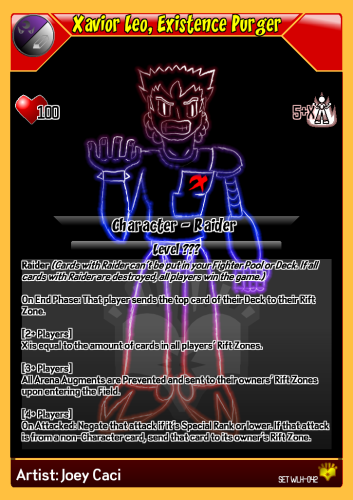 Xavior Leo, Existence Purger
100
5+X
Character - Raider
Level ???
Raider (Cards with Raider can't be put in your Fighter Pool or Deck. If all
cards with Raider are destroyed, all players win the game.)
On End Phase: That player sends the top card of their Deck to their Rift
Zone.
[2+ Players]
X is equal to the amount of cards in all players' Rift Zones.
[3+ Players]
All Arena Augments are Prevented and sent to their owners' Rift Zones
upon entering the Field.
[4+ Players]
On Attacked: Negate that attack if it's Special Rank or lower. If that attack
is from a non-Character card, send that card to its owner's Rift Zone.
Artist: Joey Caci
SET WLH-042